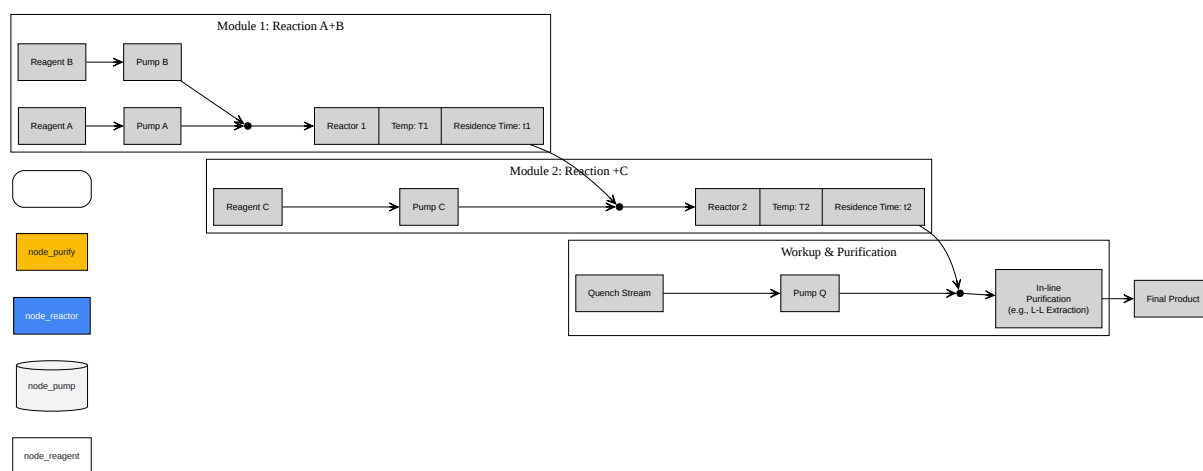 Module 1: Reaction A+B
Reagent B
Pump B
Reagent A
Pump A
Reactor 1
Temp: T1
Residence Time: t1
Module 2: Reaction +C
Reagent C
Pump C
Reactor 2
Temp: T2
Residence Time: t2
Workup & Purification
Quench Stream
Pump Q
In-line
Purification
(e.g., L-L Extraction)
Final Product
node_purify
node_reactor
node_pump
node_reagent